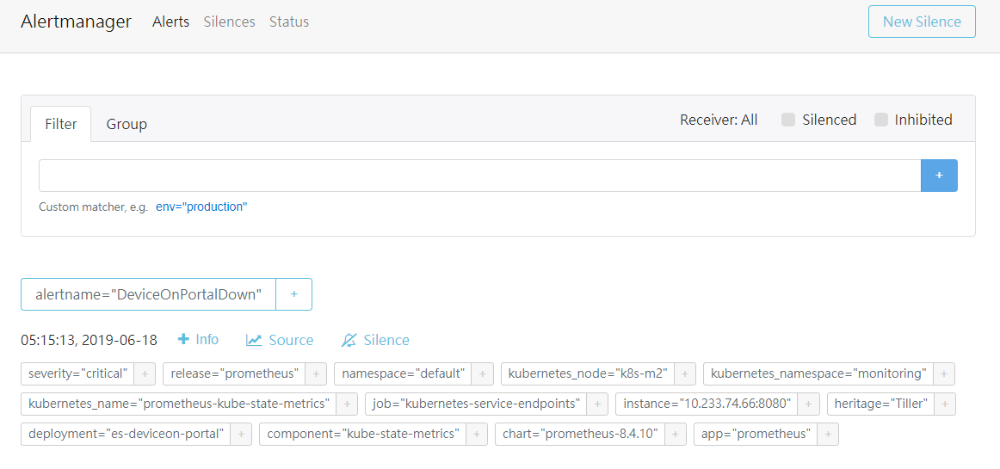 Alertmanager Alerts Silences Status New Silence
Filter Group Receiver: All Silenced Inhibited
+
Custom matcher, e.g. env="production"
alertname="DeviceOnPortalDown" +
05:15:13, 2019-06-18 + Info Source Silence
severity="critical" + release="prometheus" + namespace="default" + kubernetes_node="k8s-m2" + kubernetes_namespace="monitoring" +
kubernetes_name="prometheus-kube-state-metrics" + job="kubernetes-service-endpoints" + instance="10.233.74.66:8080" + heritage="Tiller" +
deployment="es-deviceon-portal" + component="kube-state-metrics" + chart="prometheus-8.4.10" + app="prometheus" +